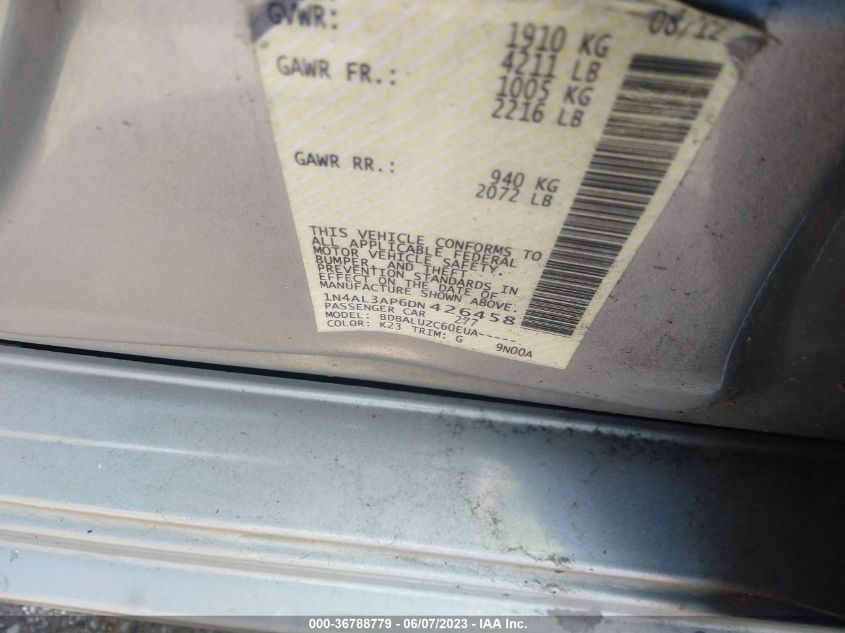 GVWR: 1910 KG 08/12
4211 LB
GAWR FR.: 1005 KG
2216 LB
GAWR RR.: 940 KG
2072 LB
THIS VEHICLE CONFORMS TO
ALL APPLICABLE FEDERAL
MOTOR VEHICLE SAFETY,
BUMPER, AND THEFT
PREVENTION STANDARDS IN
EFFECT ON THE DATE OF
MANUFACTURE SHOWN ABOVE.
1N4AL3AP6DN426458
PASSENGER CAR 277
MODEL: BDBALUZC60EUA-----
COLOR: K23 TRIM: G 9N00A
000-36788779 - 06/07/2023 - IAA Inc.